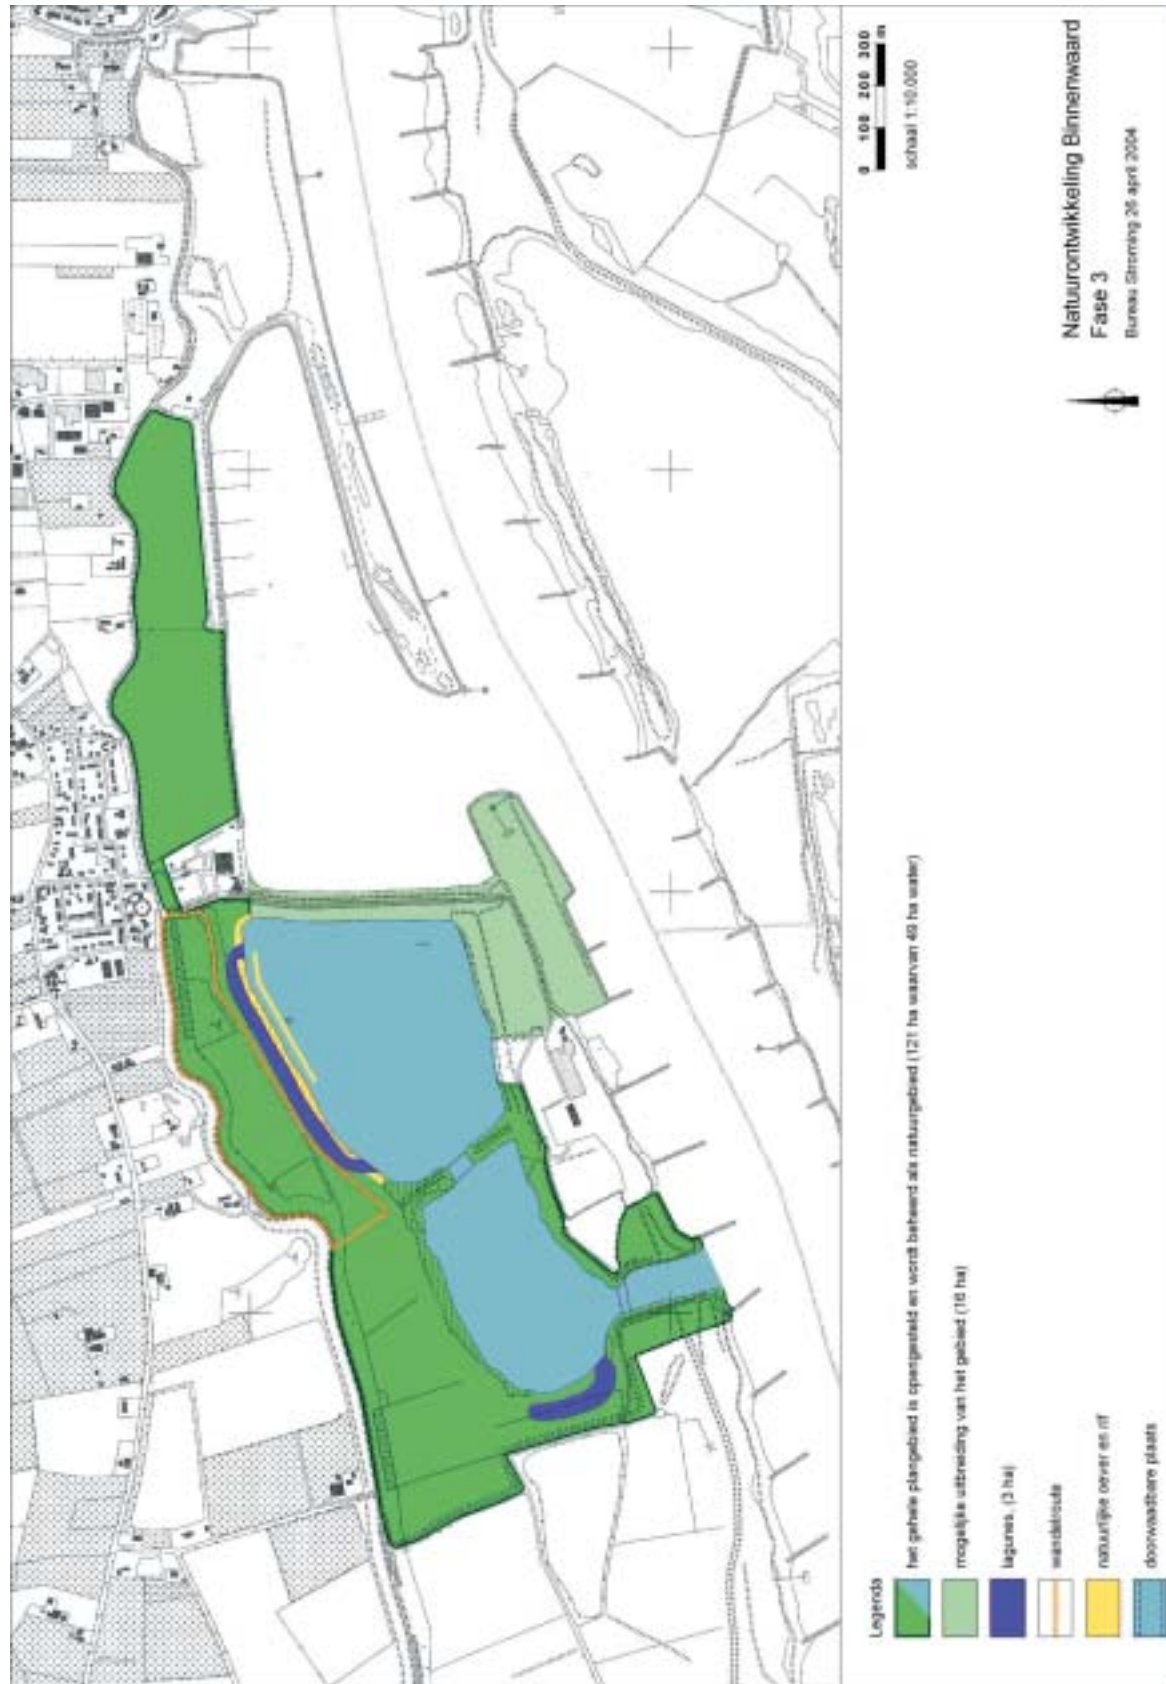 Legenda
het gehele plangebied is opengesteld en wordt beheerd als natuurgebied (121 ha waarvan 49 ha water)
mogelijke uitbreiding van het gebied (16 ha)
lagunes, (3 ha)
wandelroute
natuurlijke oever en rif
doorwaadbare plaats
0 100 200 300 m
schaal 1:10.000
Natuurontwikkeling Binnenwaard
Fase 3
Bureau Stroming 26 april 2004